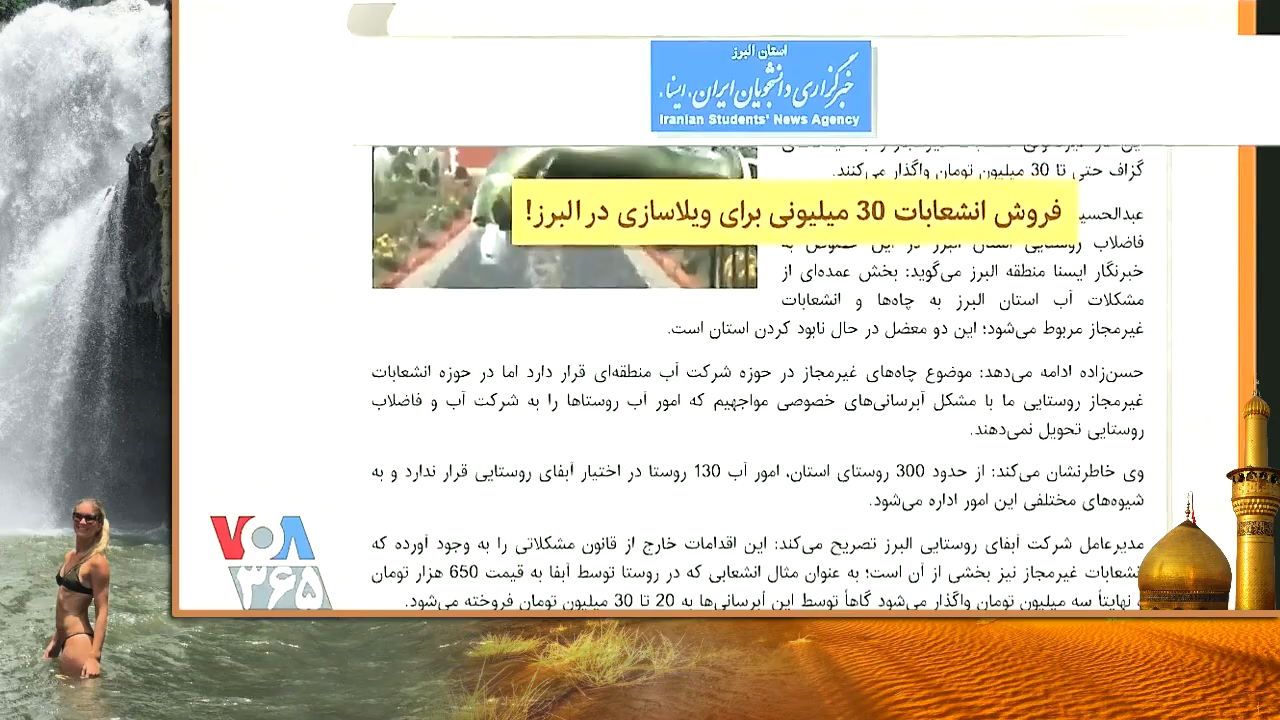 استان البرز
خبرگزاری دانشجویان ایران، ایسنا،
Iranian Students' News Agency
گزاف حتی تا 30 میلیون تومان واگذار می‌کنند.
فروش انشعابات 30 میلیونی برای ویلاسازی در البرز!
فاضلاب روستایی استان البرز در این خصوص به
خبرنگار ایسنا منطقه البرز می‌گوید: بخش عمده‌ای از
مشکلات آب استان البرز به چاه‌ها و انشعابات
غیرمجاز مربوط می‌شود؛ این دو معضل در حال نابود کردن استان است.
حسن‌زاده ادامه می‌دهد: موضوع چاه‌های غیرمجاز در حوزه شرکت آب منطقه‌ای قرار دارد اما در حوزه انشعابات
غیرمجاز روستایی ما با مشکل آبرسانی‌های خصوصی مواجهیم که امور آب روستاها را به شرکت آب و فاضلاب
روستایی تحویل نمی‌دهند.
وی خاطرنشان می‌کند: از حدود 300 روستای استان، امور آب 130 روستا در اختیار آبفای روستایی قرار ندارد و به
شیوه‌های مختلفی این امور اداره می‌شود.
مدیرعامل شرکت آبفای روستایی البرز تصریح می‌کند: این اقدامات خارج از قانون مشکلاتی را به وجود آورده که
انشعابات غیرمجاز نیز بخشی از آن است؛ به عنوان مثال انشعابی که در روستا توسط آبفا به قیمت 650 هزار تومان
نهایتاً سه میلیون تومان واگذار می‌شود گاهاً توسط این آبرسانی‌ها به 20 تا 30 میلیون تومان فروخته می‌شود.
VOA
۳۶۵